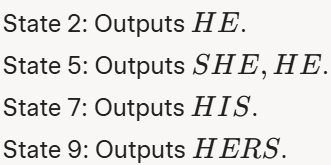 State 2: Outputs HE.
State 5: Outputs SHE, HE.
State 7: Outputs HIS.
State 9: Outputs HERS.